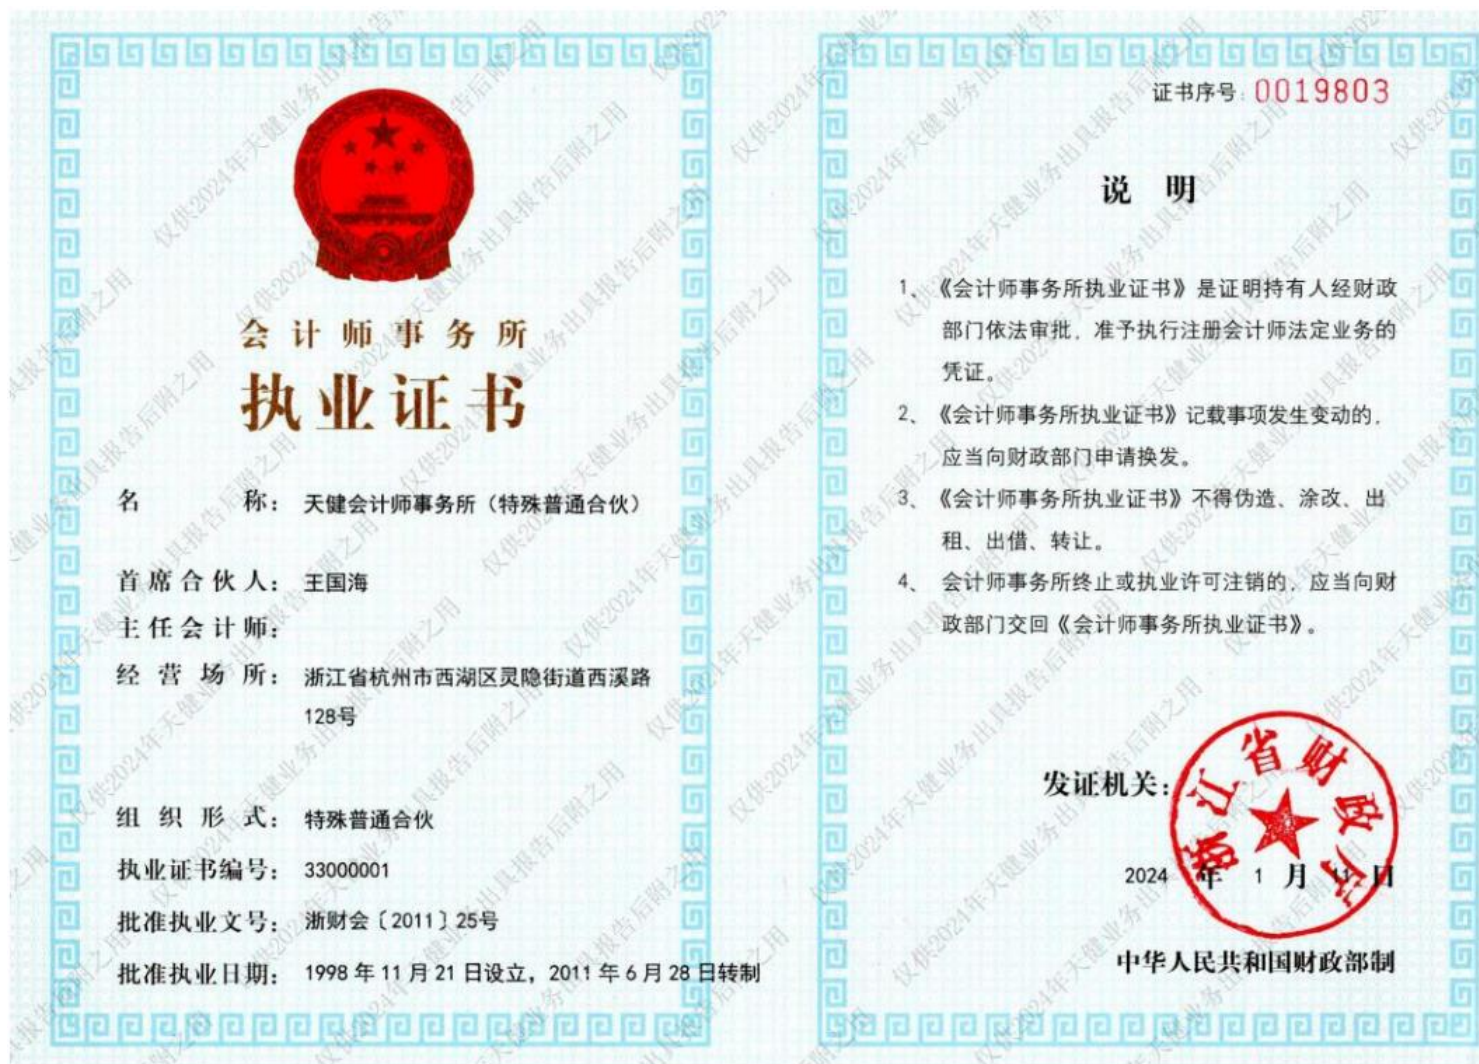 会计师事务所
执业证书
名 称： 天健会计师事务所（特殊普通合伙）
首席合伙人： 王国海
主任会计师：
经营场所： 浙江省杭州市西湖区灵隐街道西溪路
128号
组织形式： 特殊普通合伙
执业证书编号： 33000001
批准执业文号： 浙财会〔2011〕25号
批准执业日期： 1998年11月21日设立，2011年6月28日转制
证书序号：0019803
说 明
1、《会计师事务所执业证书》是证明持有人经财政
部门依法审批，准予执行注册会计师法定业务的
凭证。
2、《会计师事务所执业证书》记载事项发生变动的，
应当向财政部门申请换发。
3、《会计师事务所执业证书》不得伪造、涂改、出
租、出借、转让。
4、 会计师事务所终止或执业许可注销的，应当向财
政部门交回《会计师事务所执业证书》。
发证机关：
浙江省财政厅
2024 年 1 月 11 日
中华人民共和国财政部制
仅供2024年天健业务出具报告后附之用